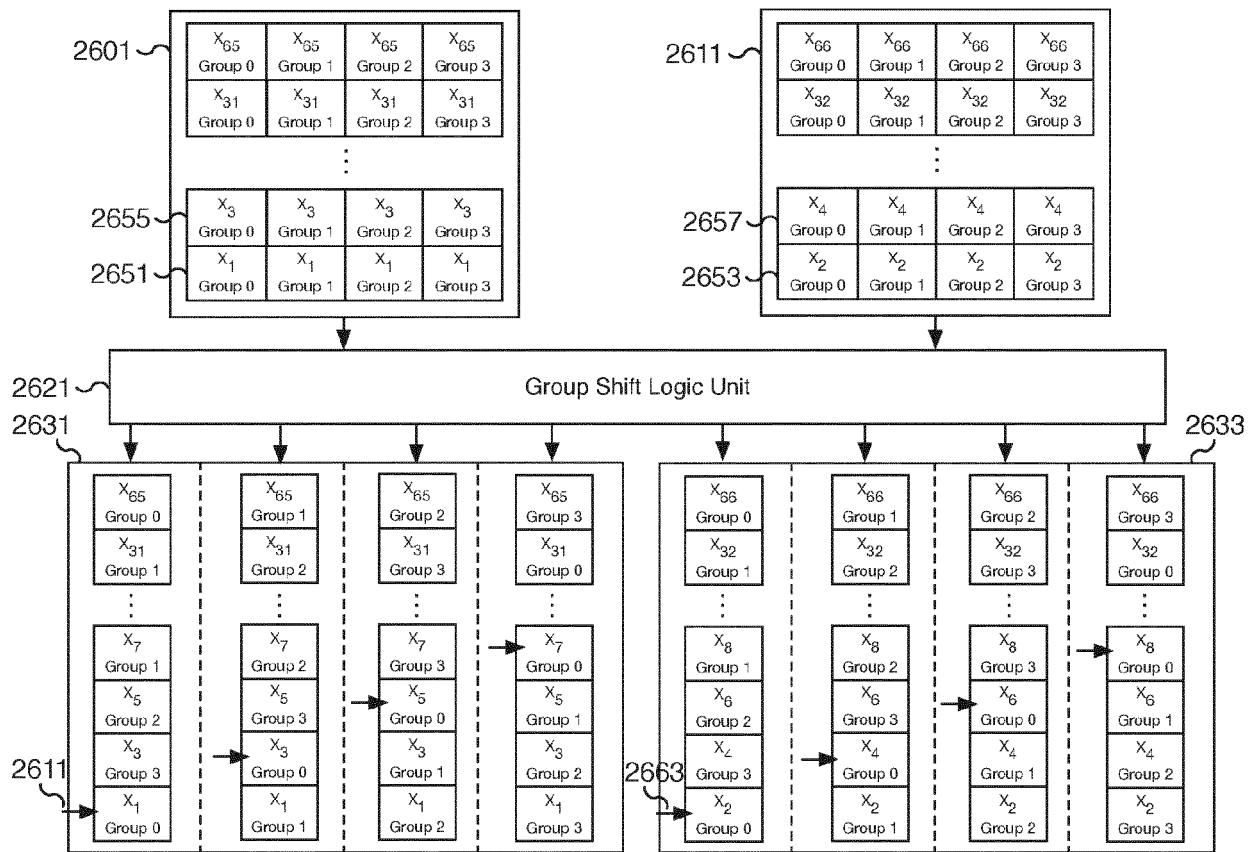 2601
X65 X65 X65 X65
Group 0 Group 1 Group 2 Group 3
X31 X31 X31 X31
Group 0 Group 1 Group 2 Group 3
2655
X3 X3 X3 X3
Group 0 Group 1 Group 2 Group 3
2651
X1 X1 X1 X1
Group 0 Group 1 Group 2 Group 3
2611
X66 X66 X66 X66
Group 0 Group 1 Group 2 Group 3
X32 X32 X32 X32
Group 0 Group 1 Group 2 Group 3
2657
X4 X4 X4 X4
Group 0 Group 1 Group 2 Group 3
2653
X2 X2 X2 X2
Group 0 Group 1 Group 2 Group 3
2621
Group Shift Logic Unit
2631
X65 X65 X65 X65
Group 0 Group 1 Group 2 Group 3
X31 X31 X31 X31
Group 1 Group 2 Group 3 Group 0
X7 X7 X7 X7
Group 1 Group 2 Group 3 Group 0
X5 X5 X5 X5
Group 2 Group 3 Group 0 Group 1
X3 X3 X3 X3
Group 3 Group 0 Group 1 Group 2
2611
X1 X1 X1 X1
Group 0 Group 1 Group 2 Group 3
2633
X66 X66 X66 X66
Group 0 Group 1 Group 2 Group 3
X32 X32 X32 X32
Group 1 Group 2 Group 3 Group 0
X8 X8 X8 X8
Group 1 Group 2 Group 3 Group 0
X6 X6 X6 X6
Group 2 Group 3 Group 0 Group 1
X4 X4 X4 X4
Group 3 Group 0 Group 1 Group 2
2663
X2 X2 X2 X2
Group 0 Group 1 Group 2 Group 3